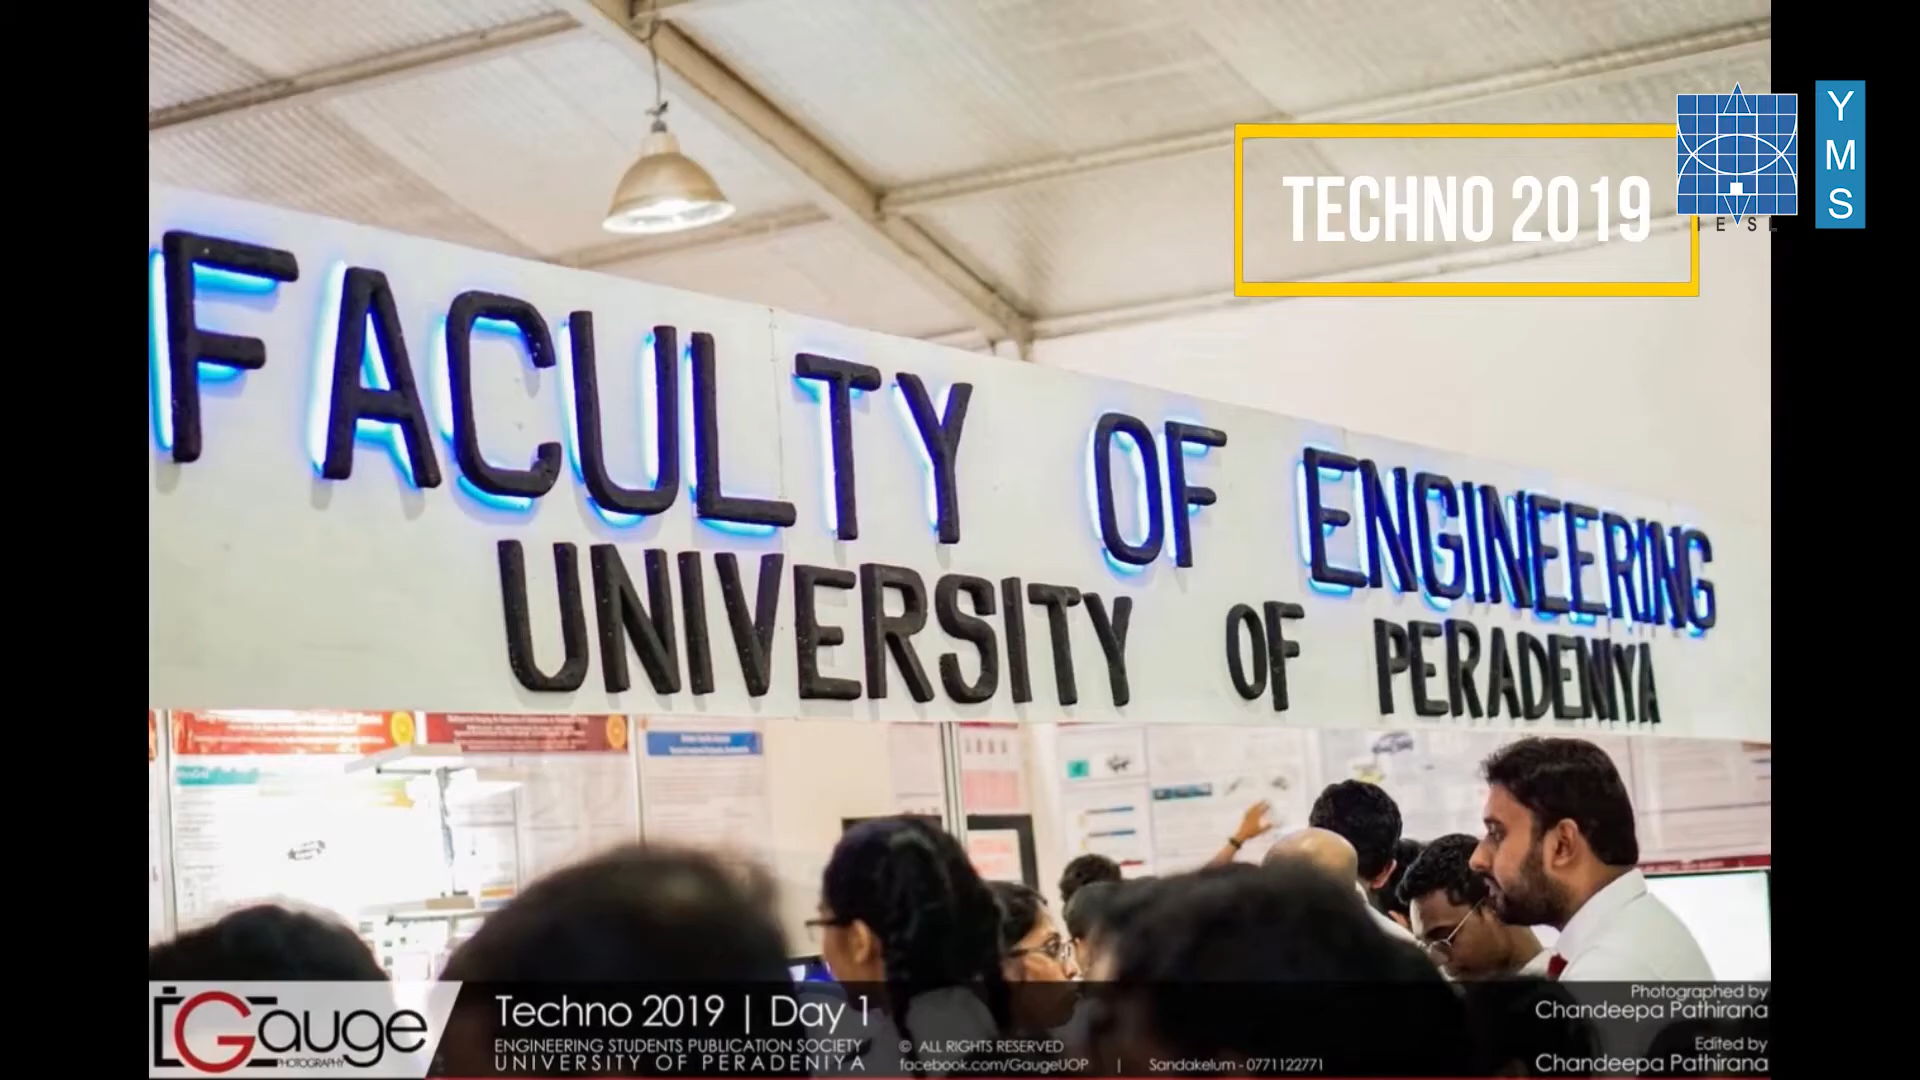 Y
M
S
TECHNO 2019
IESL
FACULTY OF ENGINEERING
UNIVERSITY OF PERADENIYA
Gauge
PHOTOGRAPHY
Techno 2019 | Day 1
ENGINEERING STUDENTS PUBLICATION SOCIETY
UNIVERSITY OF PERADENIYA
© ALL RIGHTS RESERVED
facebook.com/GaugeUOP | Sandakelum - 0771122771
Photographed by
Chandeepa Pathirana
Edited by
Chandeepa Pathirana